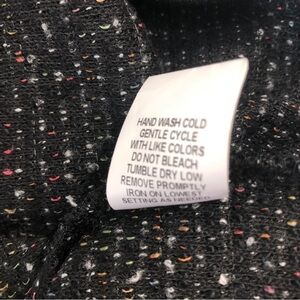 HAND WASH COLD
GENTLE CYCLE
WITH LIKE COLORS
DO NOT BLEACH
TUMBLE DRY LOW
REMOVE PROMPTLY
IRON ON LOWEST
SETTING AS NEEDED